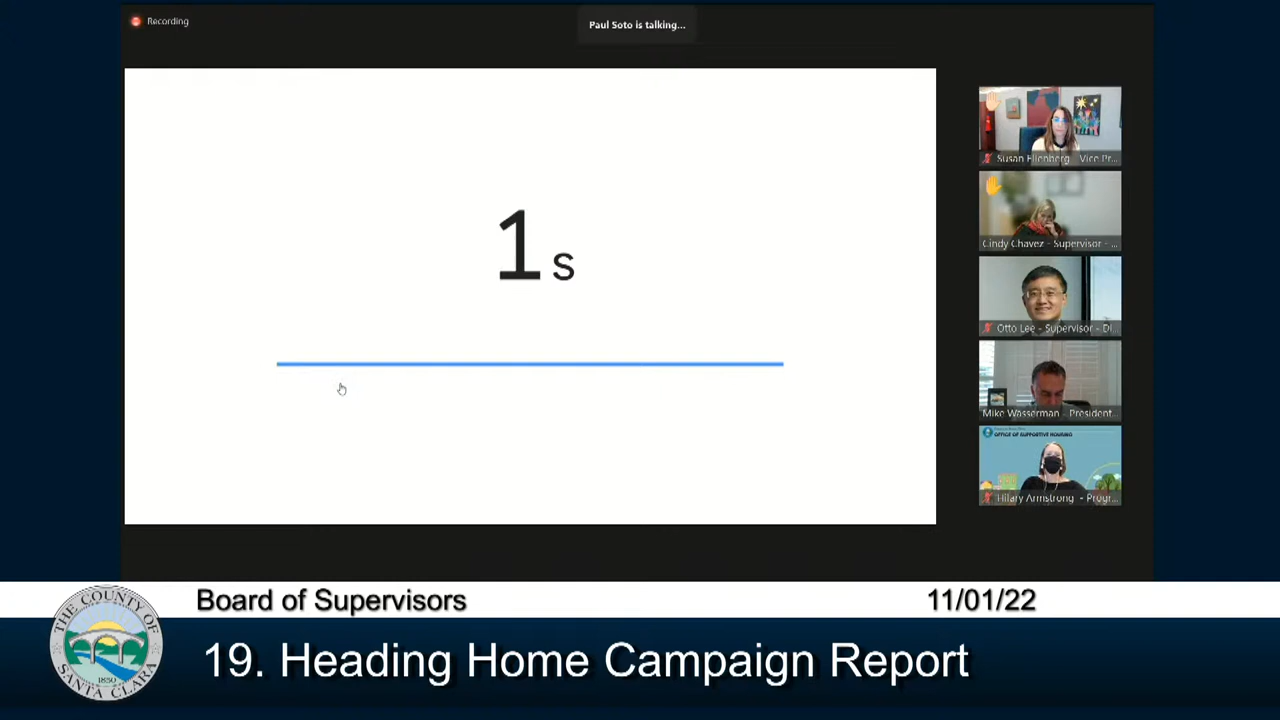 Recording
Paul Soto is talking...
1 s
Susan Ellenberg - Vice Pr...
Cindy Chavez - Supervisor - ...
Otto Lee - Supervisor - Di...
Mike Wasserman - President...
OFFICE OF SUPPORTIVE HOUSING
Hilary Armstrong - Progr...
Board of Supervisors
11/01/22
19. Heading Home Campaign Report
THE COUNTY OF
SANTA CLARA
1850